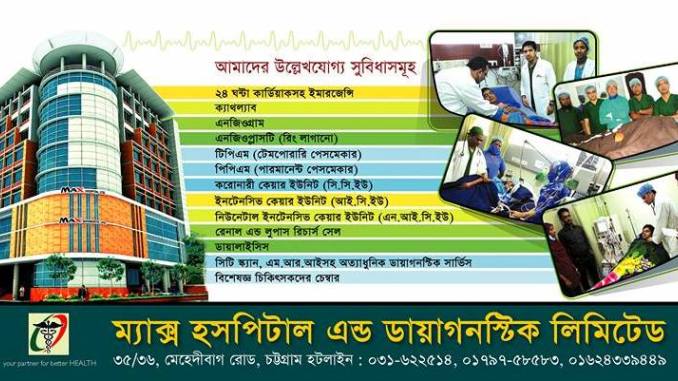 আমাদের উল্লেখযোগ্য সুবিধাসমূহ
২৪ ঘন্টা কার্ডিয়াকসহ ইমারজেন্সি
ক্যাথল্যাব
এনজিওগ্রাম
এনজিওপ্লাসটি (রিং লাগানো)
টিপিএম (টেমপোরারি পেসমেকার)
পিপিএম (পারমানেন্ট পেসমেকার)
করোনারী কেয়ার ইউনিট (সি.সি.ইউ)
ইনটেনসিভ কেয়ার ইউনিট (আই.সি.ইউ)
নিউনেটাল ইনটেনসিভ কেয়ার ইউনিট (এন.আই.সি.ইউ)
রেনাল এন্ড লুপাস রিচার্স সেল
ডায়ালাইসিস
সিটি স্ক্যান, এম.আর.আইসহ অত্যাধুনিক ডায়াগনস্টিক সার্ভিস
বিশেষজ্ঞ চিকিৎসকদের চেম্বার
Max
Max
ম্যাক্স হসপিটাল এন্ড ডায়াগনস্টিক লিমিটেড
your partner for better HEALTH
৩৫/৩৬, মেহেদীবাগ রোড, চট্টগ্রাম হটলাইন : ০৩১-৬২২৫১৪, ০১৭৯৭-৫৮৫৮৩, ০১৬২৪৩৩৯৪৪৯